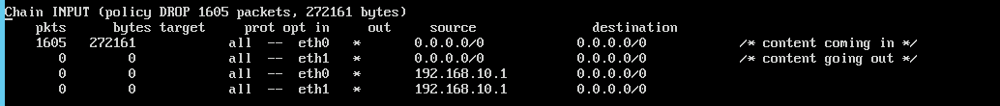 Chain INPUT (policy DROP 1605 packets, 272161 bytes)
pkts bytes target prot opt in out source destination
1605 272161 all -- eth0 * 0.0.0.0/0 0.0.0.0/0 /* content coming in */
0 0 all -- eth1 * 0.0.0.0/0 0.0.0.0/0 /* content going out */
0 0 all -- eth0 * 192.168.10.1 0.0.0.0/0
0 0 all -- eth1 * 192.168.10.1 0.0.0.0/0